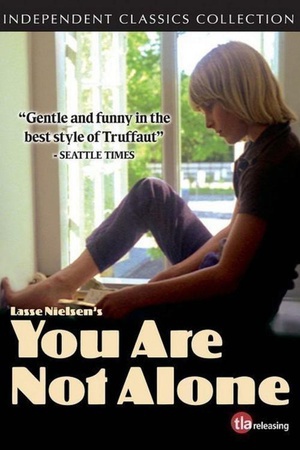 INDEPENDENT CLASSICS COLLECTION
“Gentle and funny in the
best style of Truffaut”
- SEATTLE TIMES
Lasse Nielsen's
You Are
Not Alone
tla releasing